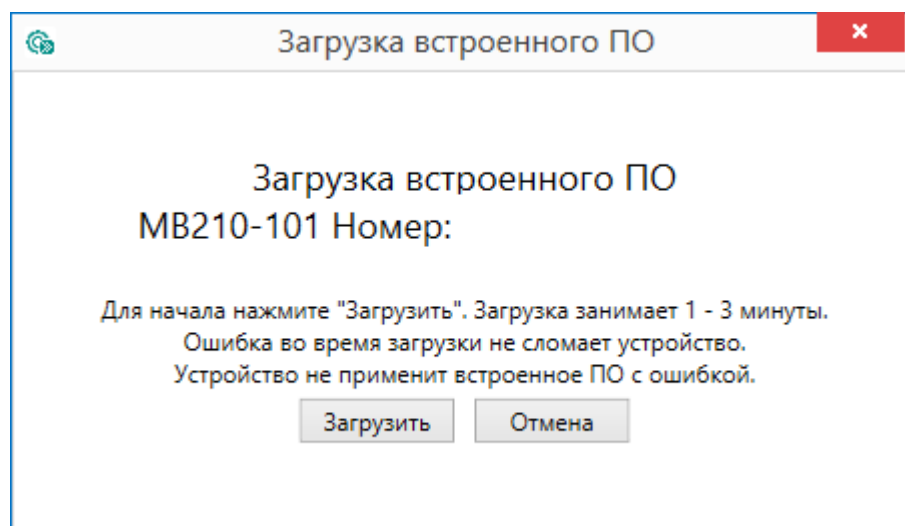 Загрузка встроенного ПО
Загрузка встроенного ПО
МВ210-101 Номер:
Для начала нажмите "Загрузить". Загрузка занимает 1 - 3 минуты.
Ошибка во время загрузки не сломает устройство.
Устройство не применит встроенное ПО с ошибкой.
Загрузить Отмена